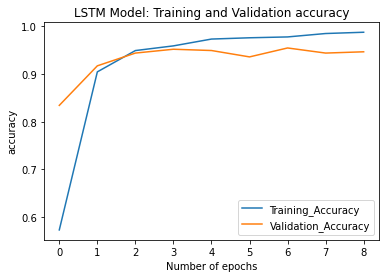 LSTM Model: Training and Validation accuracy
1.0
0.9
0.8
0.7
0.6
accuracy
Training_Accuracy
Validation_Accuracy
0 1 2 3 4 5 6 7 8
Number of epochs